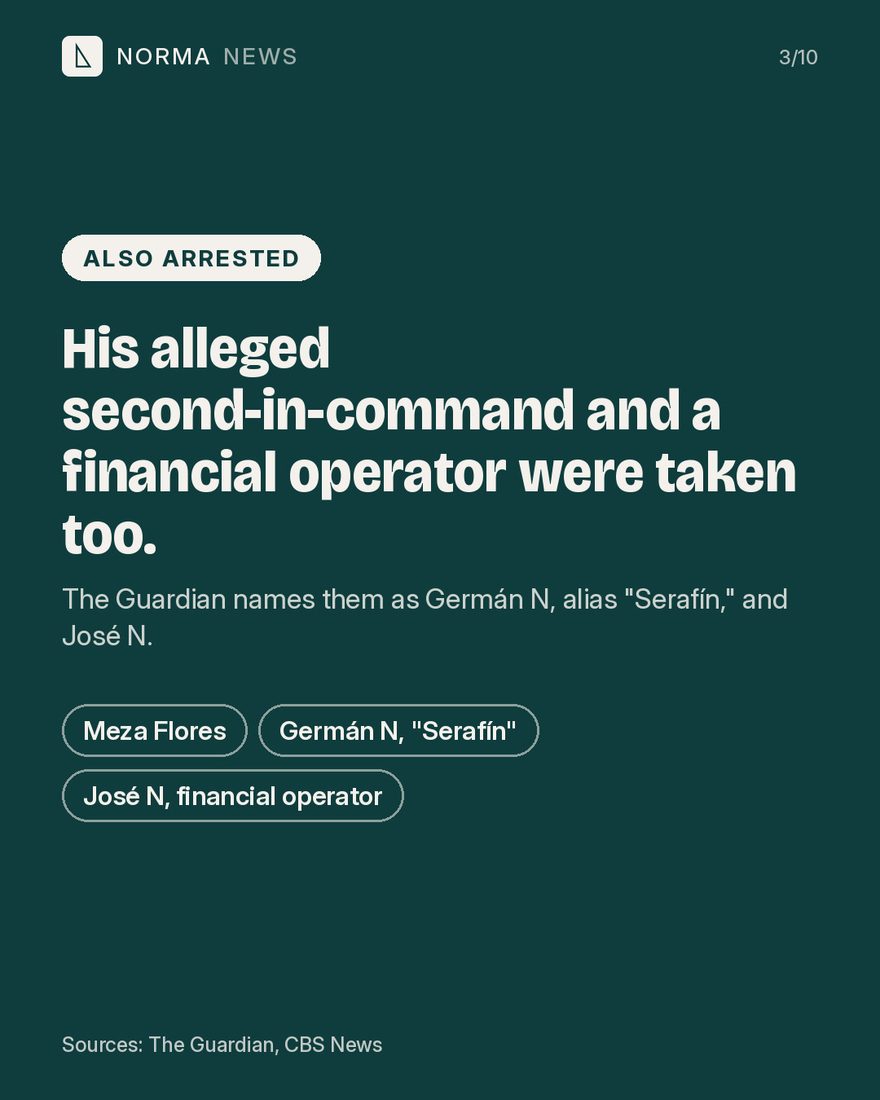 NORMA NEWS
3/10
ALSO ARRESTED
His alleged
second-in-command and a
financial operator were taken
too.
The Guardian names them as Germán N, alias "Serafín," and
José N.
Meza Flores
Germán N, "Serafín"
José N, financial operator
Sources: The Guardian, CBS News